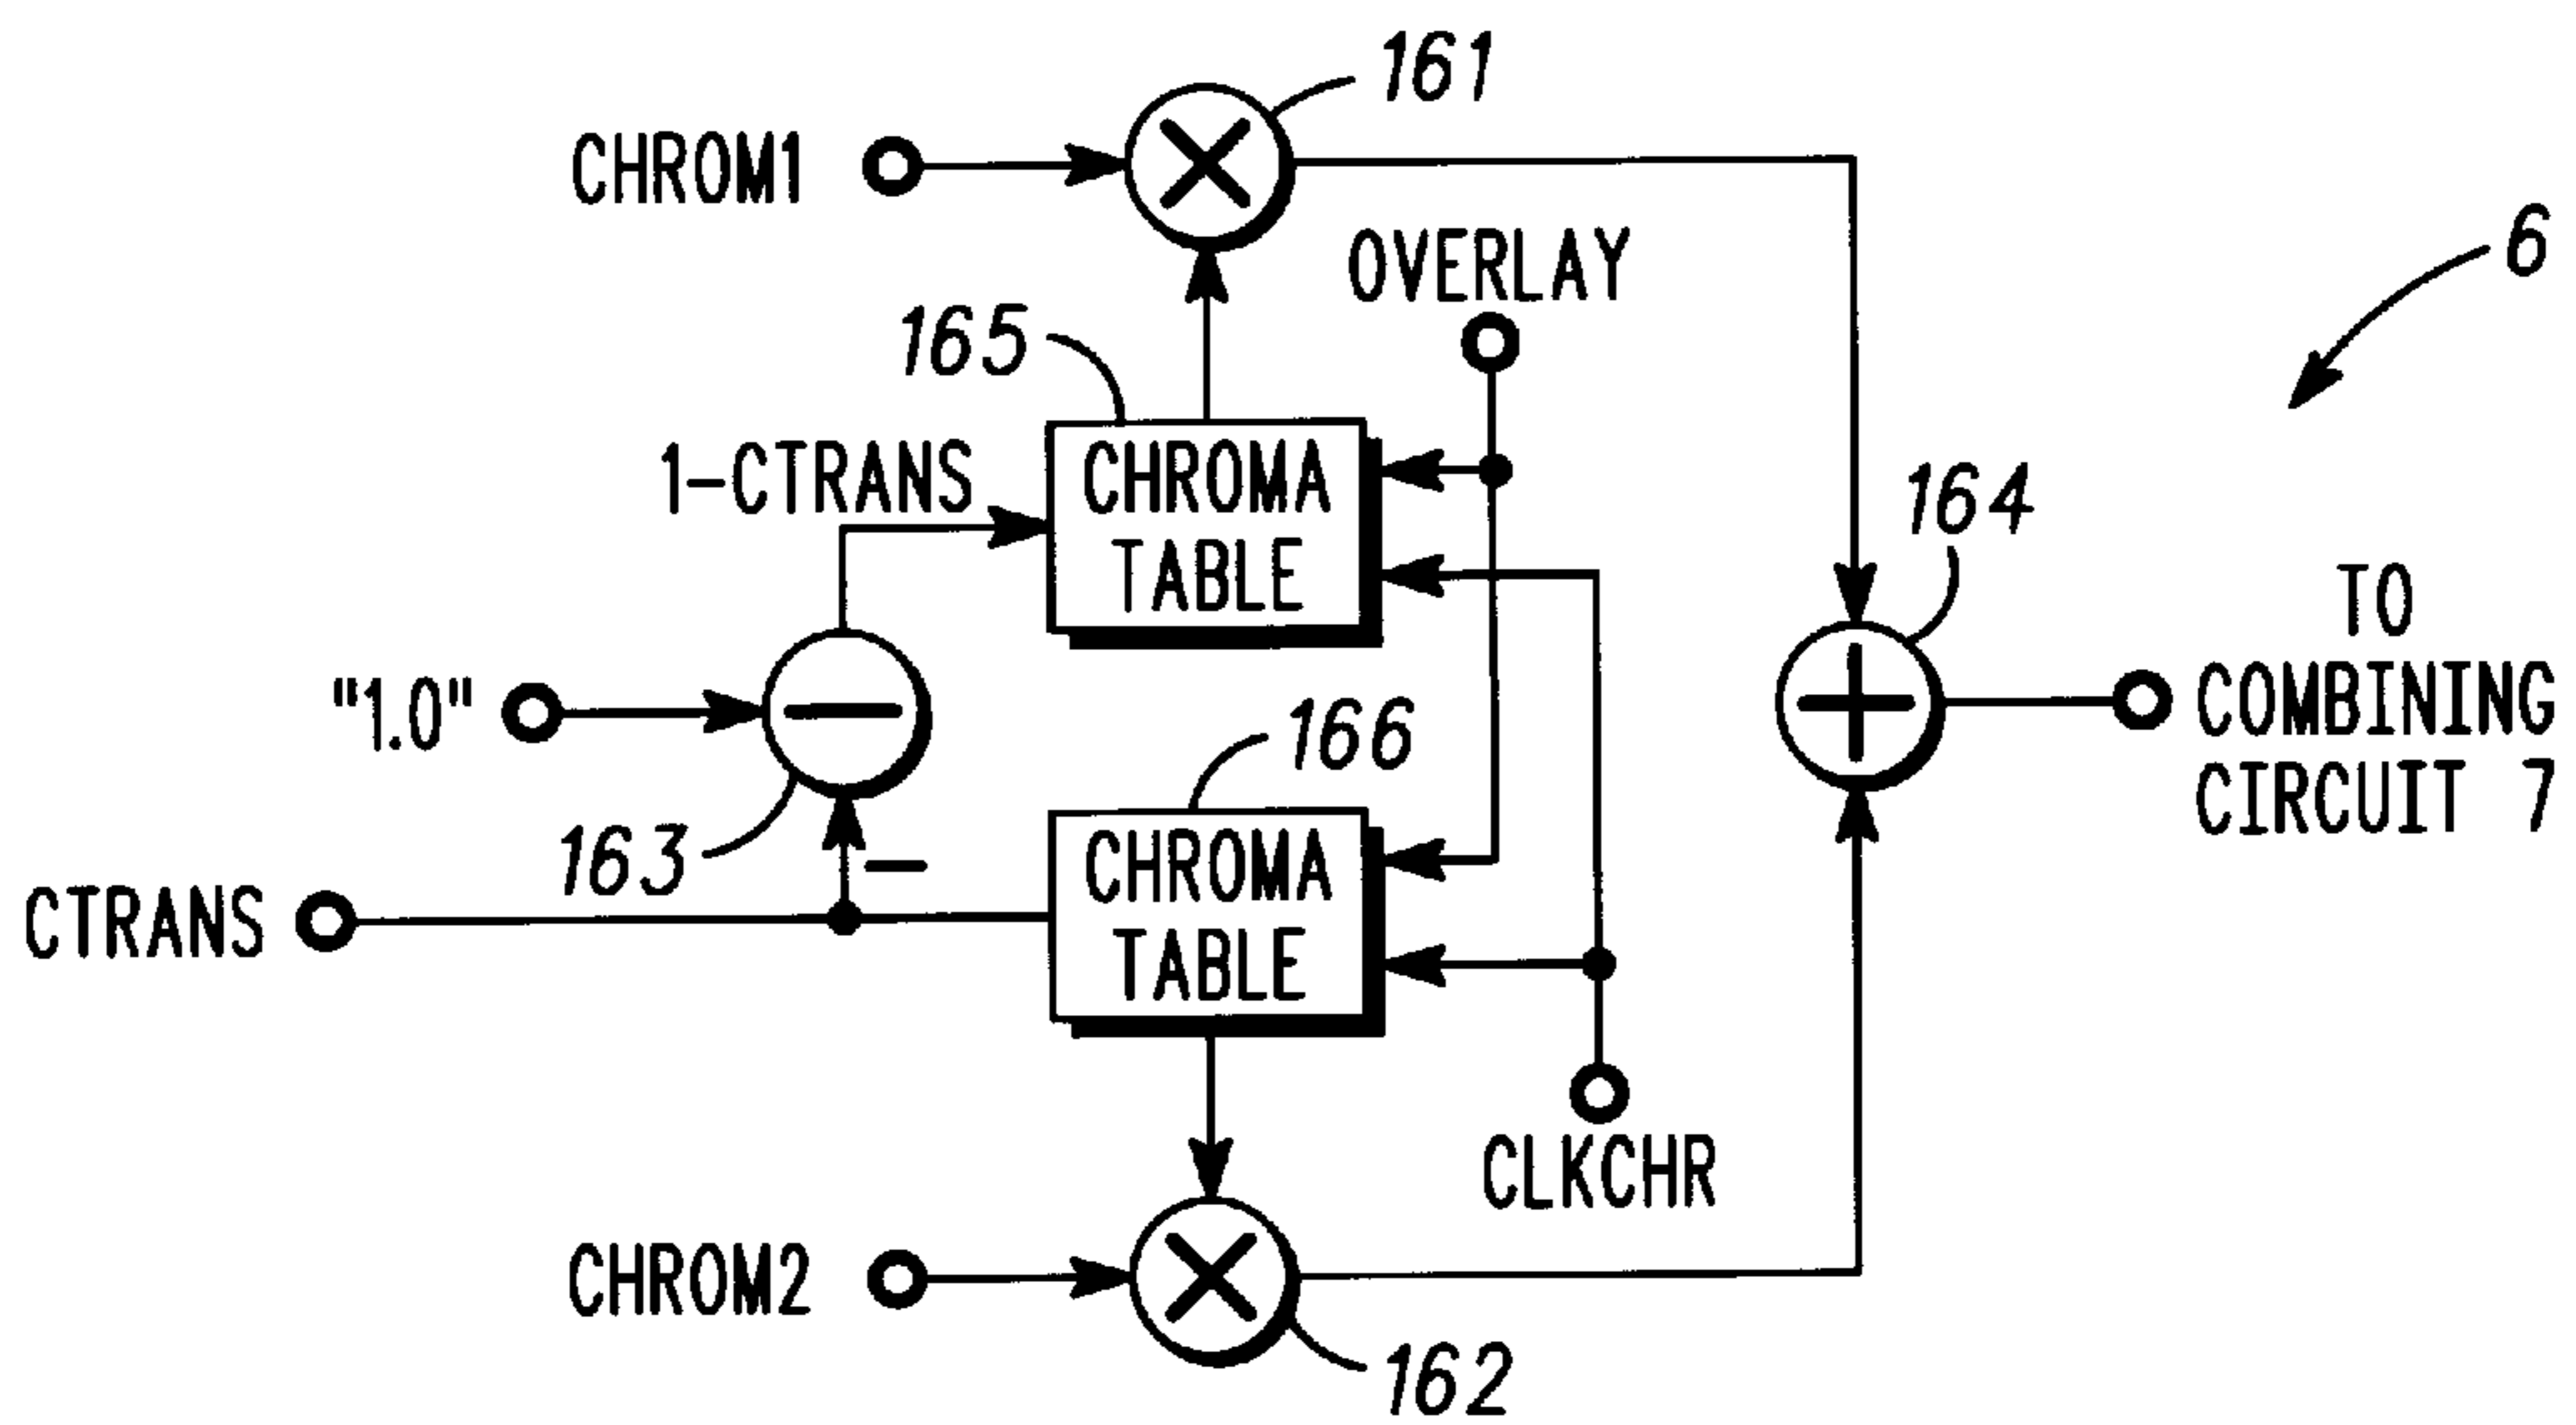 161
CHROM1
OVERLAY
6
165
1-CTRANS
CHROMA
TABLE
164
TO
COMBINING
CIRCUIT 7
"1.0"
166
163
CHROMA
TABLE
CTRANS
CLKCHR
CHROM2
162